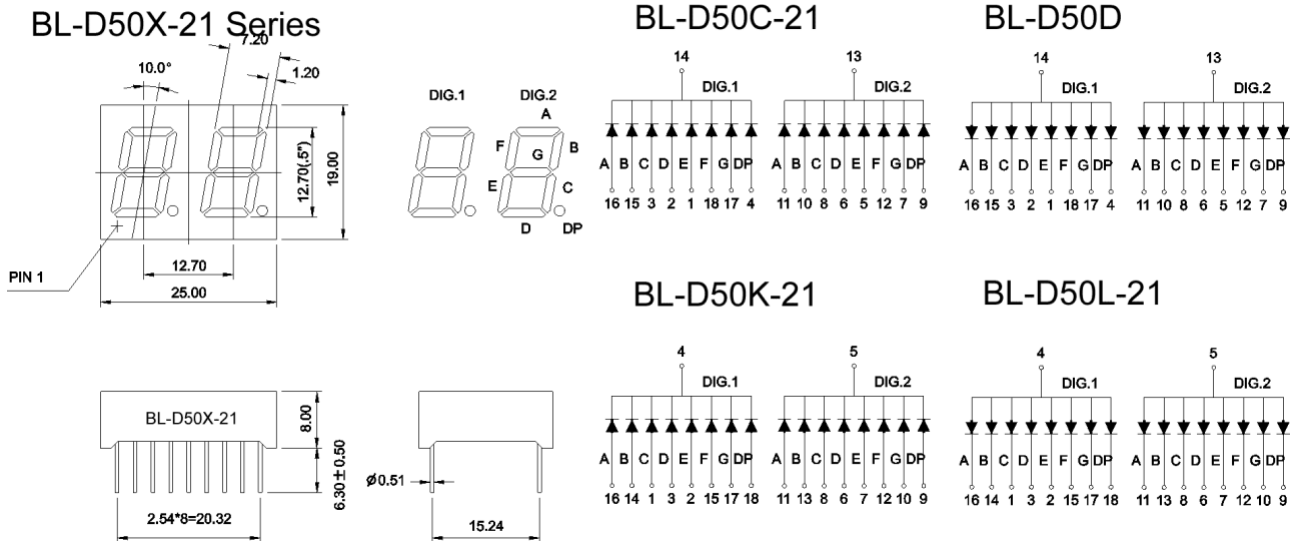 BL-D50X-21 Series
7.20
10.0°
1.20
12.70(.5")
19.00
PIN 1
12.70
25.00
DIG.1 DIG.2
A
F B
G
E C
D DP
BL-D50C-21
14 13
DIG.1 DIG.2
A B C D E F G DP A B C D E F G DP
16 15 3 2 1 18 17 4 11 10 8 6 5 12 7 9
BL-D50D
14 13
DIG.1 DIG.2
A B C D E F G DP A B C D E F G DP
16 15 3 2 1 18 17 4 11 10 8 6 5 12 7 9
BL-D50X-21
8.00
6.30±0.50
2.54*8=20.32
Ø0.51
15.24
BL-D50K-21
4 5
DIG.1 DIG.2
A B C D E F G DP A B C D E F G DP
16 14 1 3 2 15 17 18 11 13 8 6 7 12 10 9
BL-D50L-21
4 5
DIG.1 DIG.2
A B C D E F G DP A B C D E F G DP
16 14 1 3 2 15 17 18 11 13 8 6 7 12 10 9